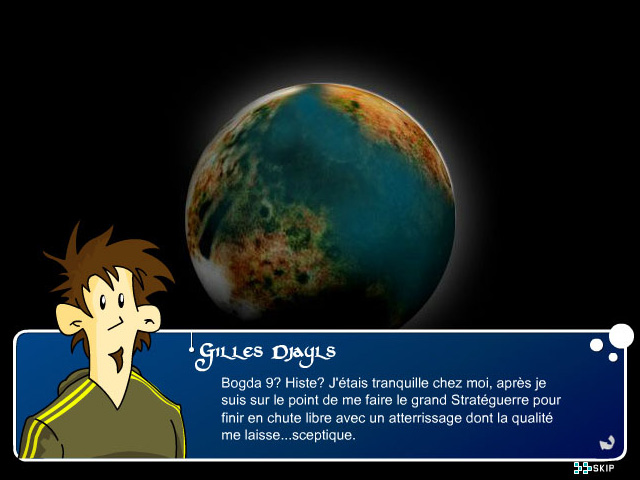 Gilles Djayls
Bogda 9? Histe? J'étais tranquille chez moi, après je
suis sur le point de me faire le grand Stratéguerre pour
finir en chute libre avec un atterrissage dont la qualité
me laisse...sceptique.
SKIP